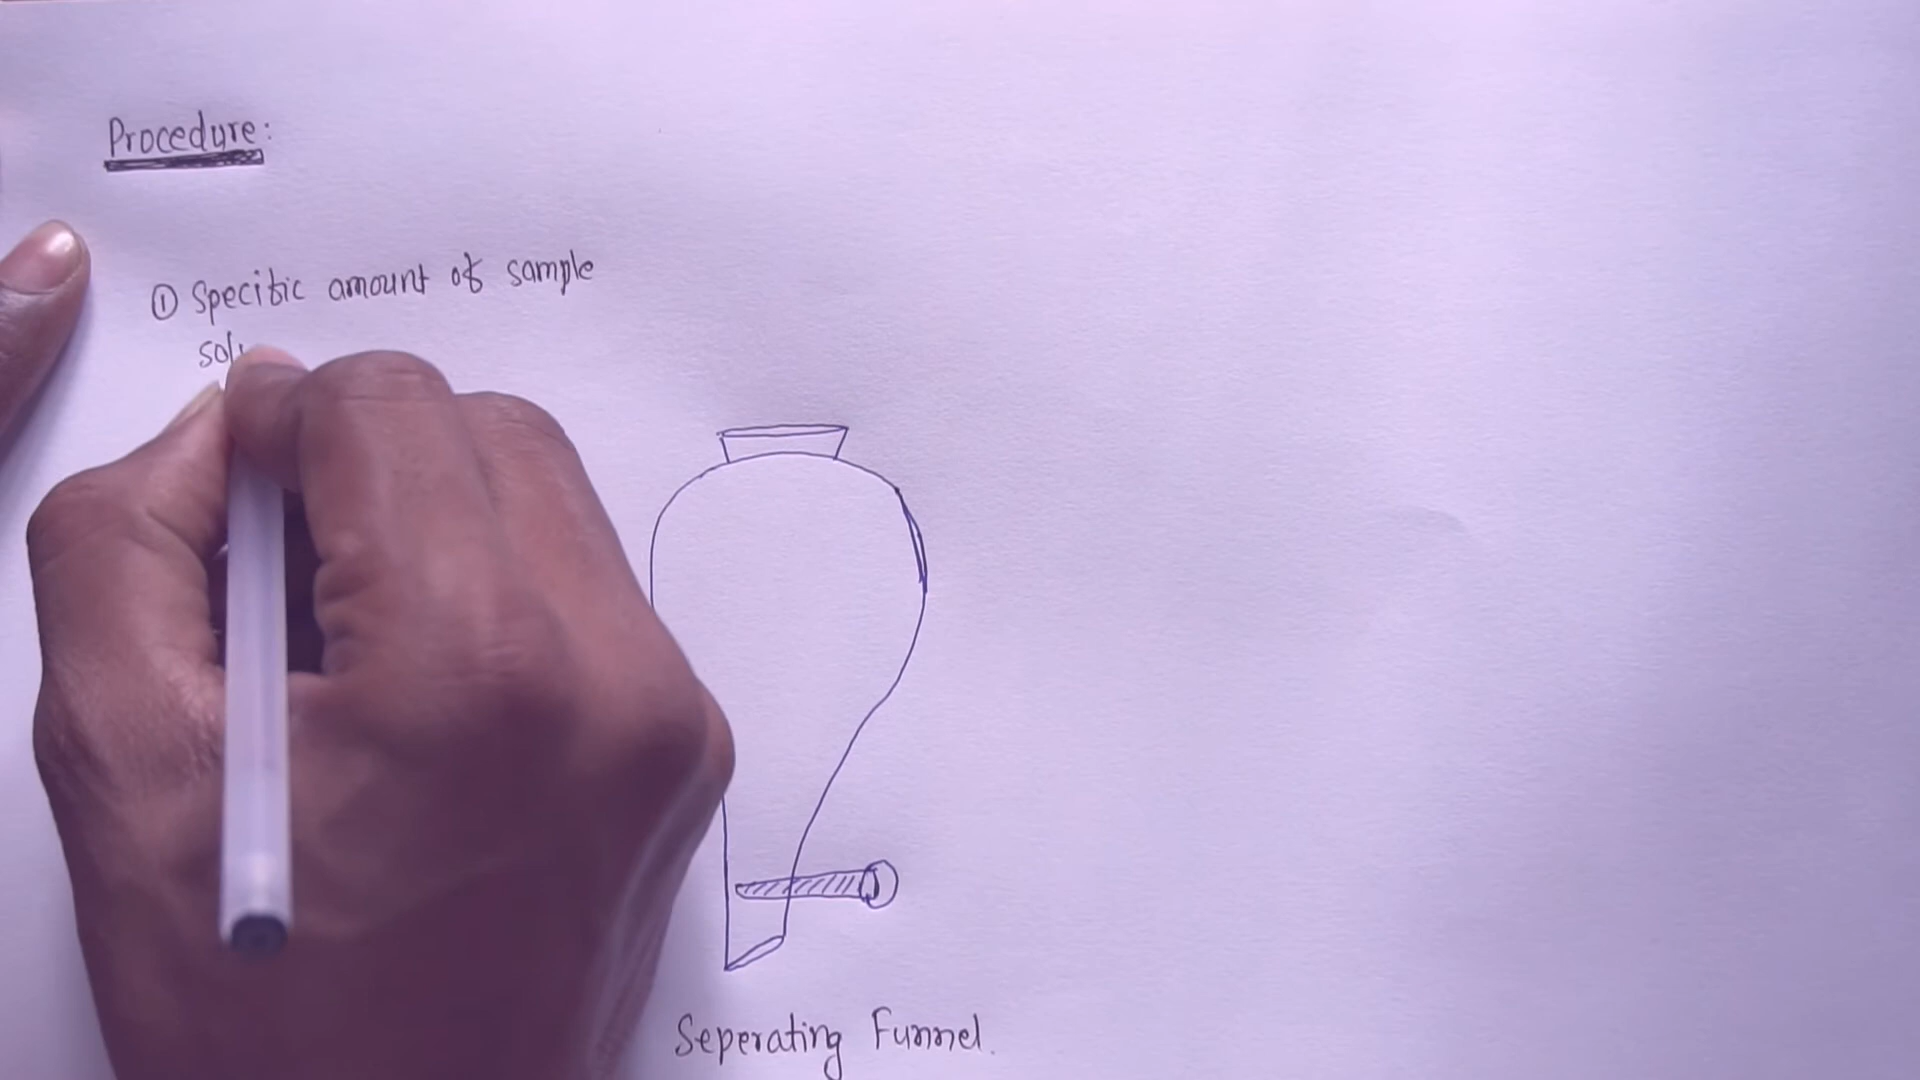 Procedure:
① Specific amount of sample
Seperating Funnel.